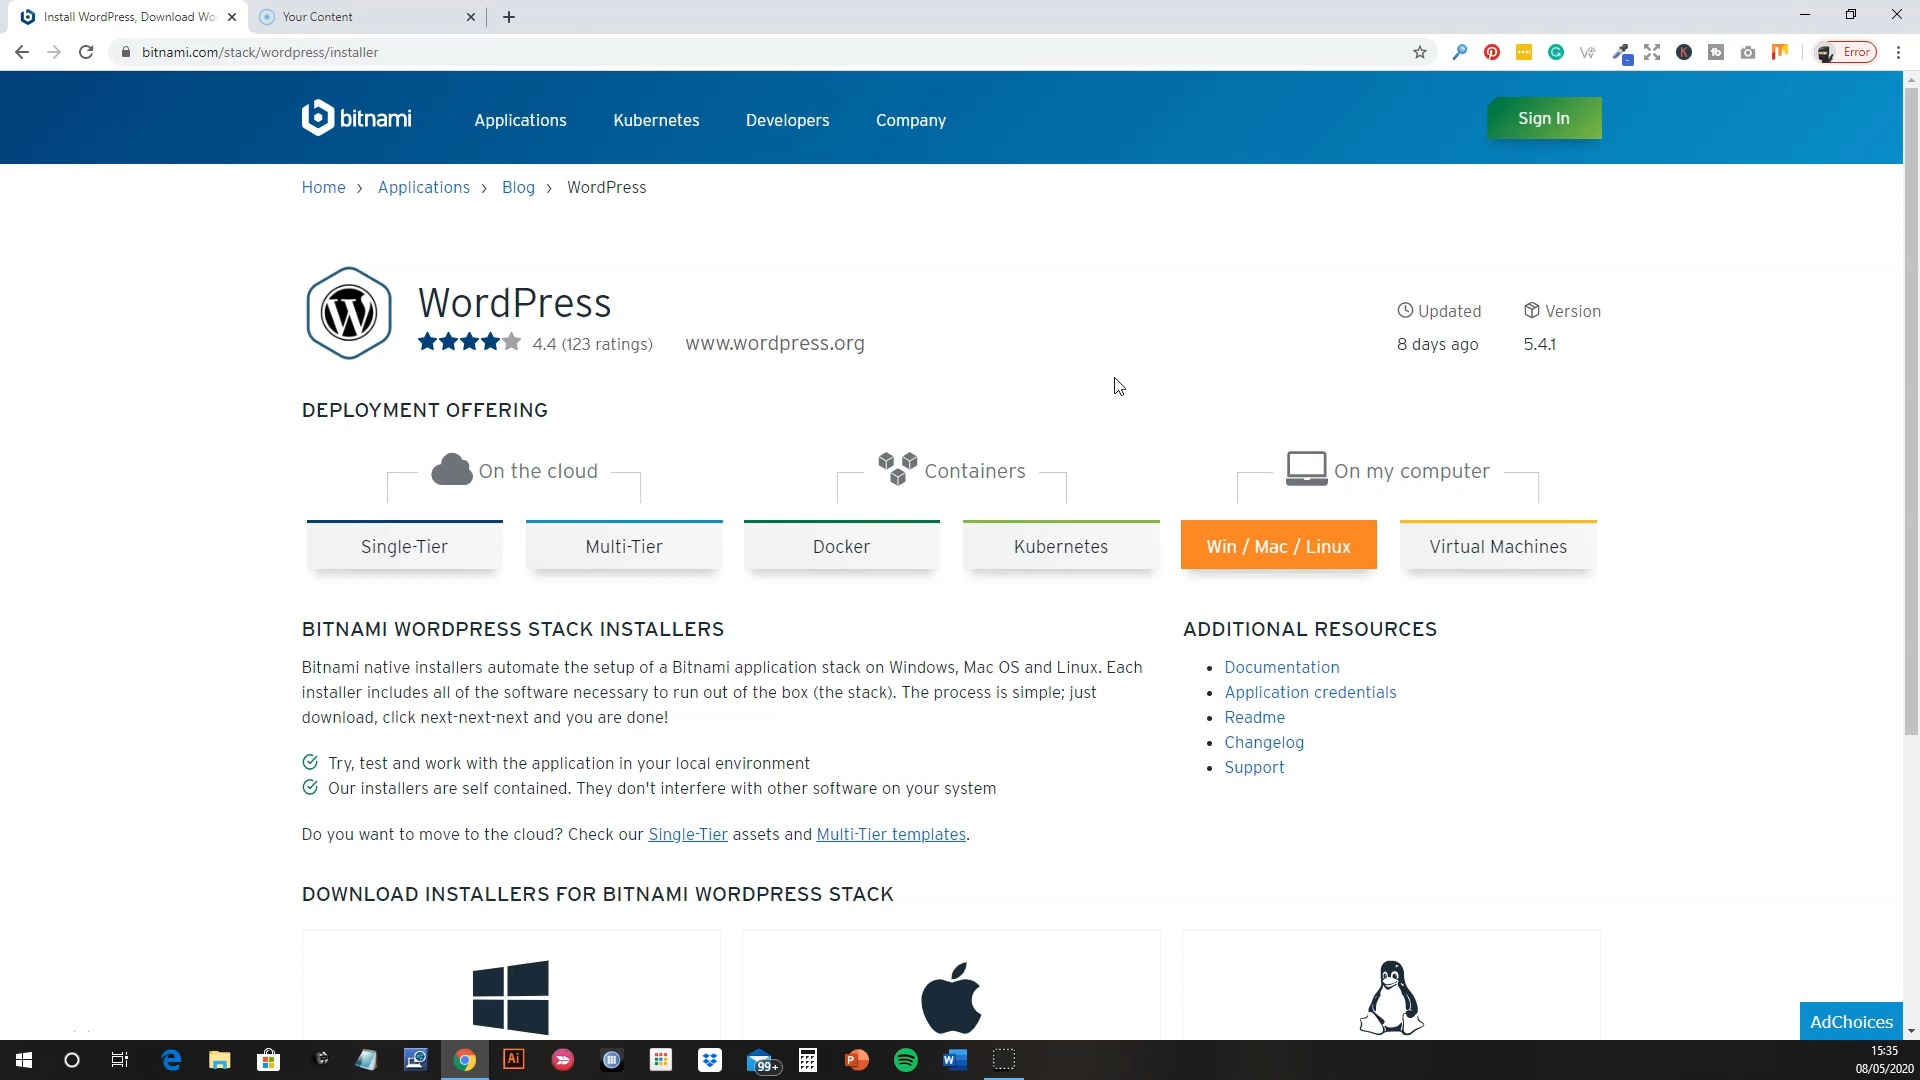 Install WordPress, Download Wo
Your Content
bitnami.com/stack/wordpress/installer
Error
bitnami
Applications
Kubernetes
Developers
Company
Sign In
Home › Applications › Blog › WordPress
WordPress
4.4 (123 ratings)
www.wordpress.org
Updated
Version
8 days ago
5.4.1
DEPLOYMENT OFFERING
On the cloud
Containers
On my computer
Single-Tier
Multi-Tier
Docker
Kubernetes
Win / Mac / Linux
Virtual Machines
BITNAMI WORDPRESS STACK INSTALLERS
Bitnami native installers automate the setup of a Bitnami application stack on Windows, Mac OS and Linux. Each
installer includes all of the software necessary to run out of the box (the stack). The process is simple; just
download, click next-next-next and you are done!
Try, test and work with the application in your local environment
Our installers are self contained. They don't interfere with other software on your system
Do you want to move to the cloud? Check our Single-Tier assets and Multi-Tier templates.
ADDITIONAL RESOURCES
Documentation
Application credentials
Readme
Changelog
Support
DOWNLOAD INSTALLERS FOR BITNAMI WORDPRESS STACK
AdChoices
Ai
99+
15:35
08/05/2020